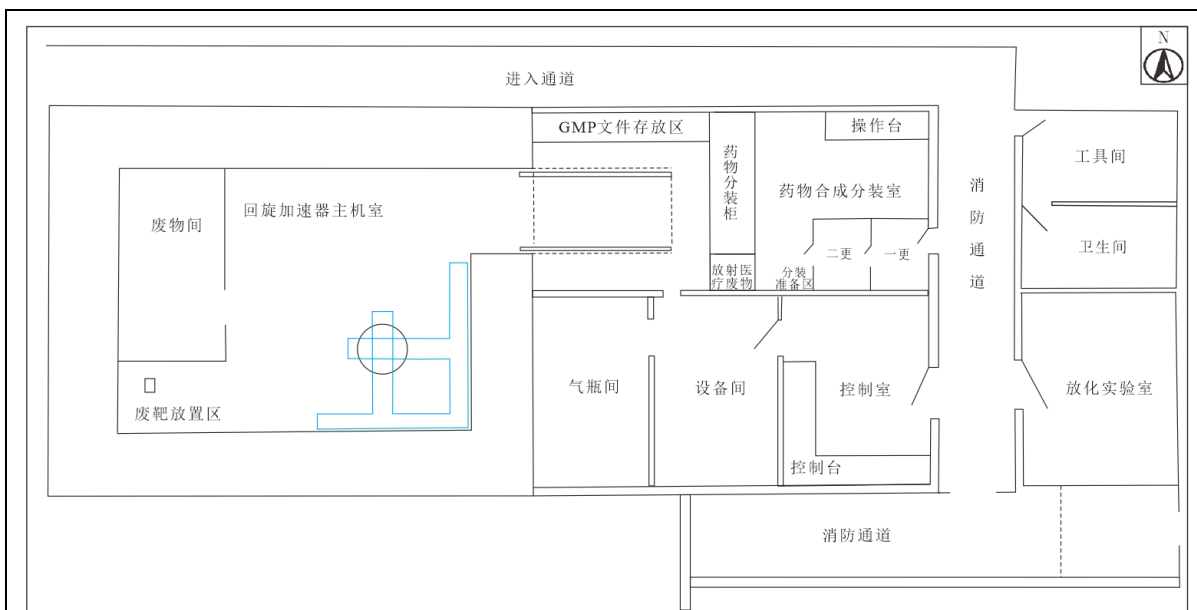 N
进入通道
GMP文件存放区
操作台
药物分装柜
药物合成分装室
工具间
消防通道
回旋加速器主机室
废物间
卫生间
二更
一更
放射医
疗废物
分装
准备区
气瓶间
设备间
控制室
放化实验室
废靶放置区
控制台
消防通道